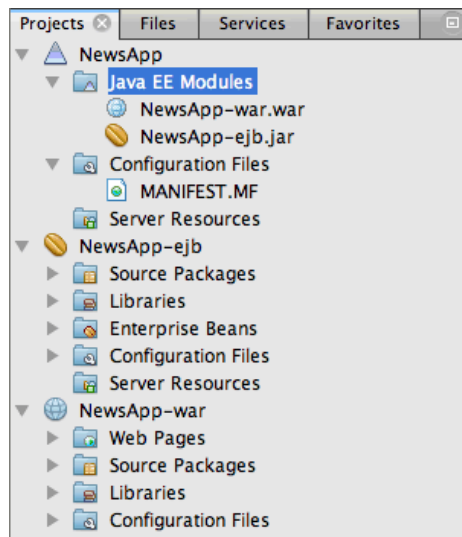 Projects Files Services Favorites
NewsApp
Java EE Modules
NewsApp-war.war
NewsApp-ejb.jar
Configuration Files
MANIFEST.MF
Server Resources
NewsApp-ejb
Source Packages
Libraries
Enterprise Beans
Configuration Files
Server Resources
NewsApp-war
Web Pages
Source Packages
Libraries
Configuration Files